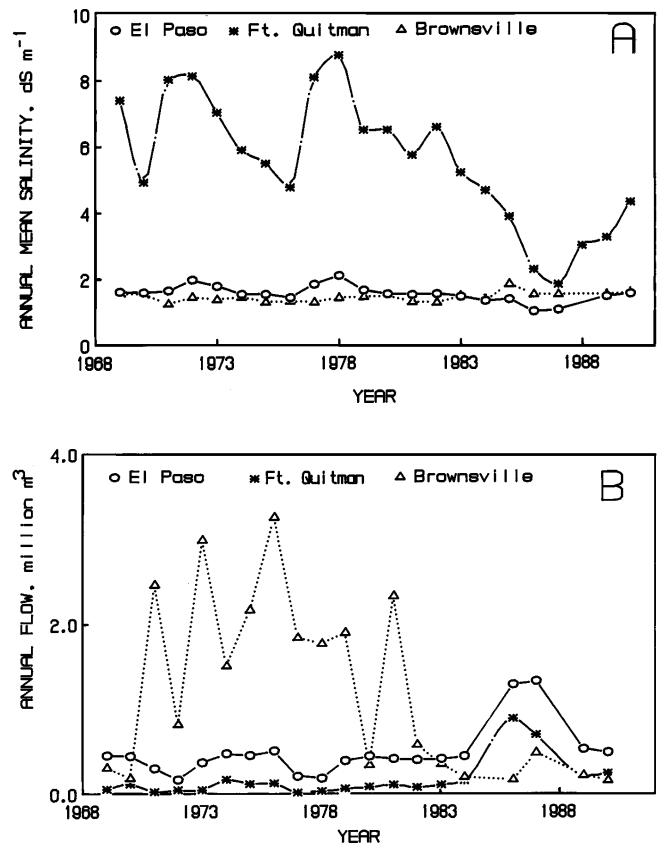 A
El Paso Ft. Quitman Brownsville
10
8
6
4
2
0
ANNUAL MEAN SALINITY, dS m⁻¹
1968 1973 1978 1983 1988
YEAR
B
El Paso Ft. Quitman Brownsville
4.0
2.0
0.0
ANNUAL FLOW, million m³
1968 1973 1978 1983 1988
YEAR